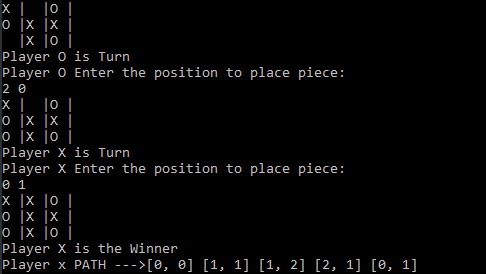 X |  |O |
O |X |X |
  |X |O |
Player O is Turn
Player O Enter the position to place piece:
2 0
X |  |O |
O |X |X |
O |X |O |
Player X is Turn
Player X Enter the position to place piece:
0 1
X |X |O |
O |X |X |
O |X |O |
Player X is the Winner
Player x PATH --->[0, 0] [1, 1] [1, 2] [2, 1] [0, 1]